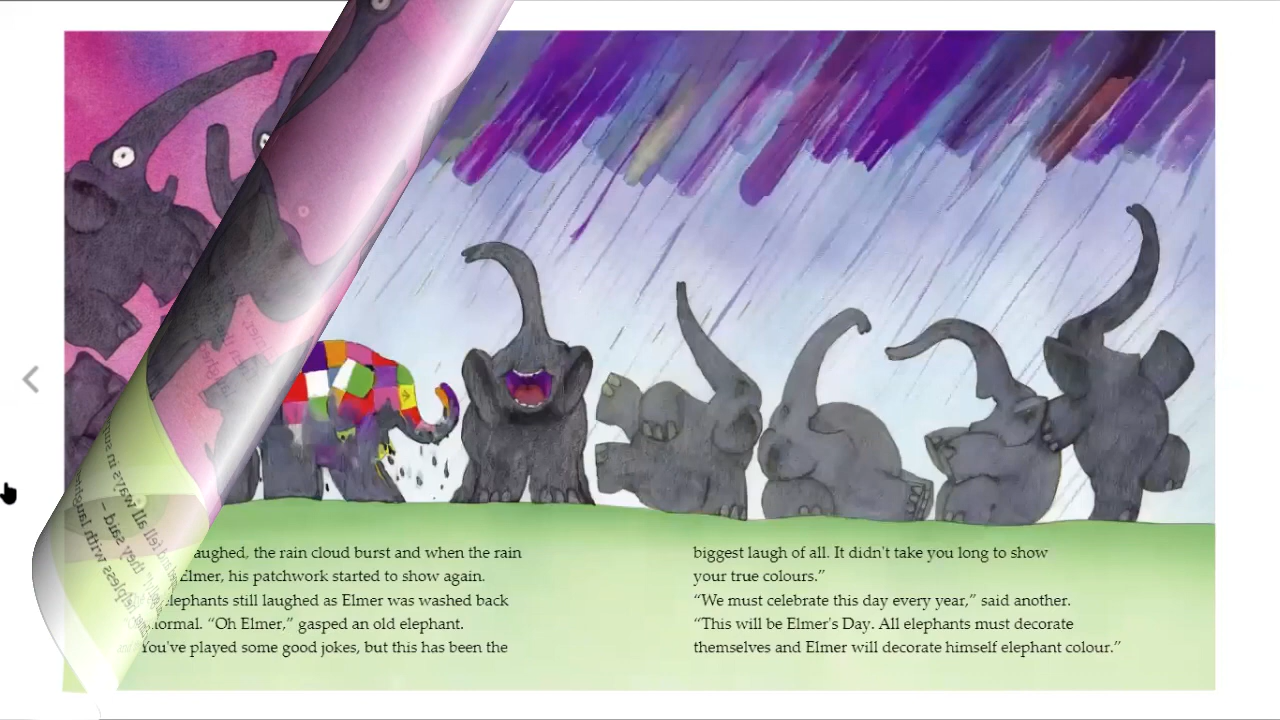 aughed, the rain cloud burst and when the rain
Elmer, his patchwork started to show again.
elephants still laughed as Elmer was washed back
normal. “Oh Elmer,” gasped an old elephant.
You've played some good jokes, but this has been the
biggest laugh of all. It didn't take you long to show
your true colours.”
“We must celebrate this day every year,” said another.
“This will be Elmer's Day. All elephants must decorate
themselves and Elmer will decorate himself elephant colour.”